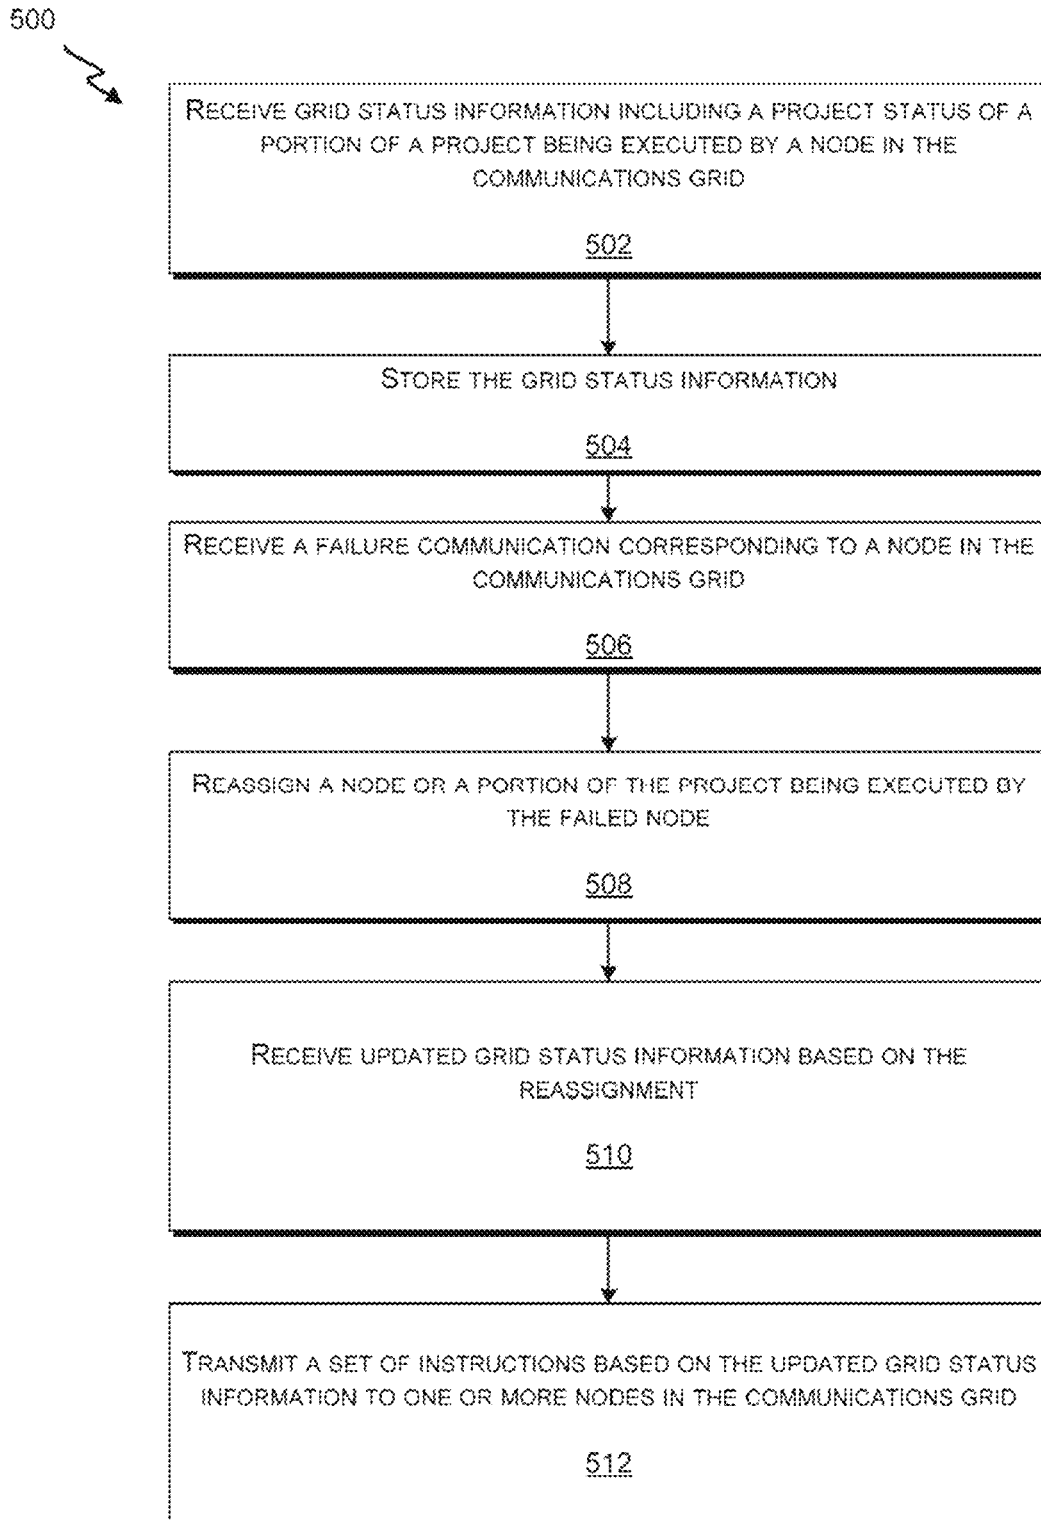 500
RECEIVE GRID STATUS INFORMATION INCLUDING A PROJECT STATUS OF A
PORTION OF A PROJECT BEING EXECUTED BY A NODE IN THE
COMMUNICATIONS GRID
502
STORE THE GRID STATUS INFORMATION
504
RECEIVE A FAILURE COMMUNICATION CORRESPONDING TO A NODE IN THE
COMMUNICATIONS GRID
506
REASSIGN A NODE OR A PORTION OF THE PROJECT BEING EXECUTED BY
THE FAILED NODE
508
RECEIVE UPDATED GRID STATUS INFORMATION BASED ON THE
REASSIGNMENT
510
TRANSMIT A SET OF INSTRUCTIONS BASED ON THE UPDATED GRID STATUS
INFORMATION TO ONE OR MORE NODES IN THE COMMUNICATIONS GRID
512